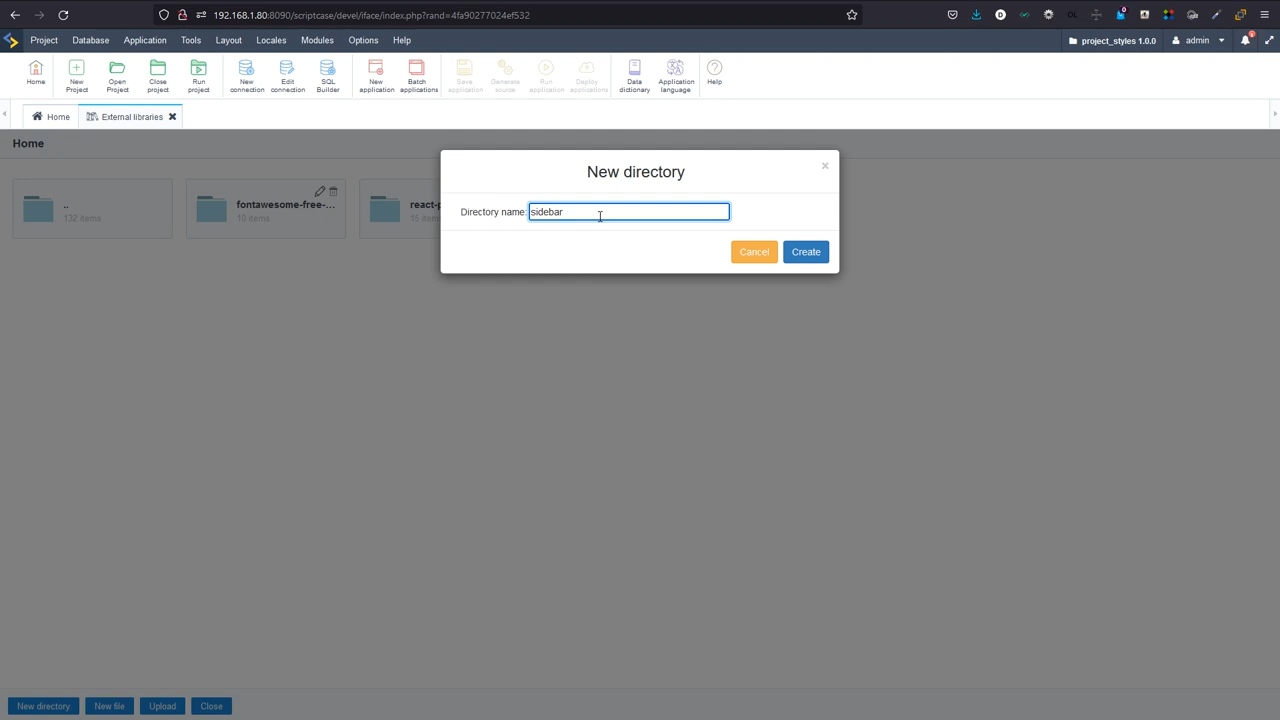 192.168.1.80:8090/scriptcase/devel/iface/index.php?rand=4fa90277024ef532
Project Database Application Tools Layout Locales Modules Options Help
project_styles 1.0.0 admin
Home
New Project
Open Project
Close project
Run project
New connection
Edit connection
SQL Builder
New application
Batch applications
Save application
Generate source
Run application
Deploy applications
Data dictionary
Application language
Help
Home External libraries
Home
New directory
..
132 items
fontawesome-free-...
10 items
react-p
15 item
Directory name: sidebar
Cancel Create
New directory New file Upload Close